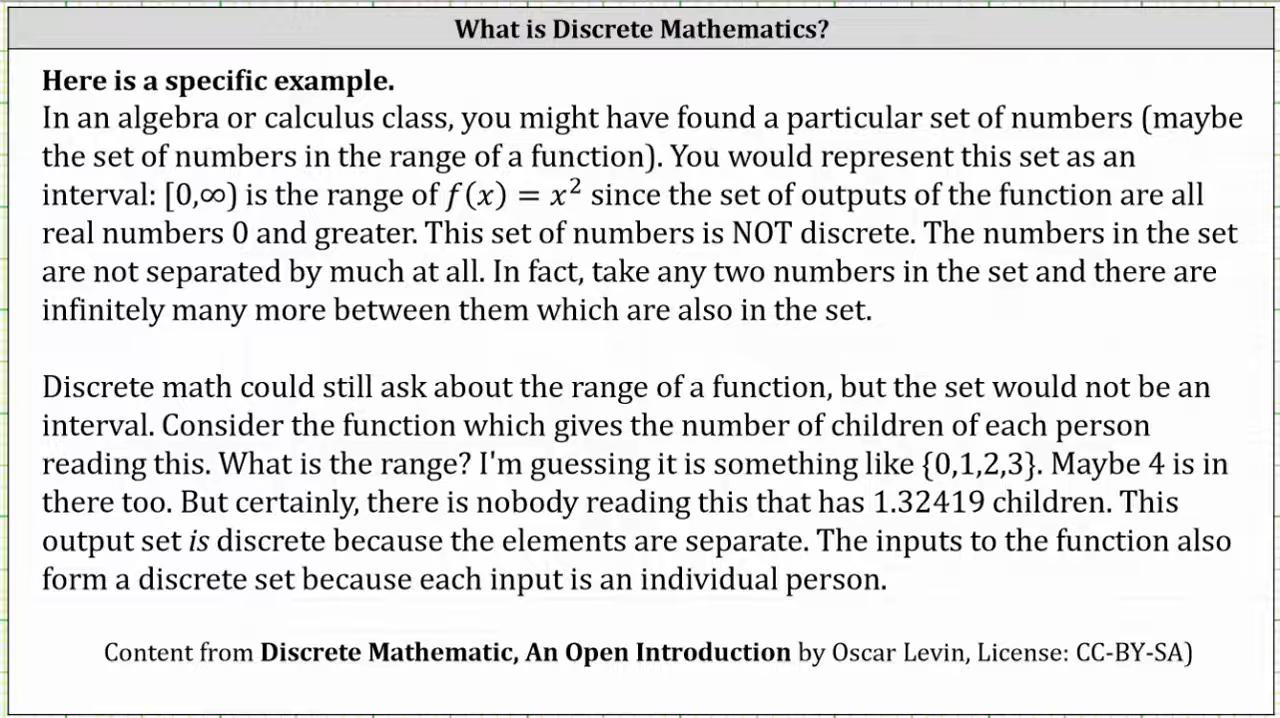 What is Discrete Mathematics?
Here is a specific example.
In an algebra or calculus class, you might have found a particular set of numbers (maybe
the set of numbers in the range of a function). You would represent this set as an
interval: [0,∞) is the range of f(x) = x² since the set of outputs of the function are all
real numbers 0 and greater. This set of numbers is NOT discrete. The numbers in the set
are not separated by much at all. In fact, take any two numbers in the set and there are
infinitely many more between them which are also in the set.
Discrete math could still ask about the range of a function, but the set would not be an
interval. Consider the function which gives the number of children of each person
reading this. What is the range? I'm guessing it is something like {0,1,2,3}. Maybe 4 is in
there too. But certainly, there is nobody reading this that has 1.32419 children. This
output set is discrete because the elements are separate. The inputs to the function also
form a discrete set because each input is an individual person.
Content from Discrete Mathematic, An Open Introduction by Oscar Levin, License: CC-BY-SA)